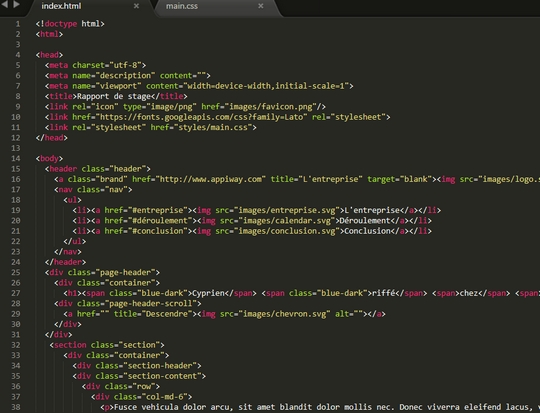 index.html × main.css ×
1 <!doctype html>
2 <html>
3
4 <head>
5 <meta charset="utf-8">
6 <meta name="description" content="">
7 <meta name="viewport" content="width=device-width,initial-scale=1">
8 <title>Rapport de stage</title>
9 <link rel="icon" type="image/png" href="images/favicon.png"/>
10 <link href="https://fonts.googleapis.com/css?family=Lato" rel="stylesheet">
11 <link rel="stylesheet" href="styles/main.css">
12 </head>
13
14 <body>
15 <header class="header">
16 <a class="brand" href="http://www.appiway.com" title="L'entreprise" target="blank"><img src="images/logo.s
17 <nav class="nav">
18 <ul>
19 <li><a href="#entreprise"><img src="images/entreprise.svg">L'entreprise</a></li>
20 <li><a href="#déroulement"><img src="images/calendar.svg">Déroulement</a></li>
21 <li><a href="#conclusion"><img src="images/conclusion.svg">Conclusion</a></li>
22 </ul>
23 </nav>
24 </header>
25 <div class="page-header">
26 <div class="container">
27 <h1><span class="blue-dark">Cyprien</span> <span class="blue-dark">riffé</span> <span>chez</span> <span
28 <div class="page-header-scroll">
29 <a href="" title="Descendre"><img src="images/chevron.svg" alt=""></a>
30 </div>
31 </div>
32 <section class="section">
33 <div class="container">
34 <div class="section-header">
35 <div class="section-content">
36 <div class="row">
37 <div class="col-md-6">
38 <p>Fusce vehicula dolor arcu, sit amet blandit dolor mollis nec. Donec viverra eleifend lacus, v